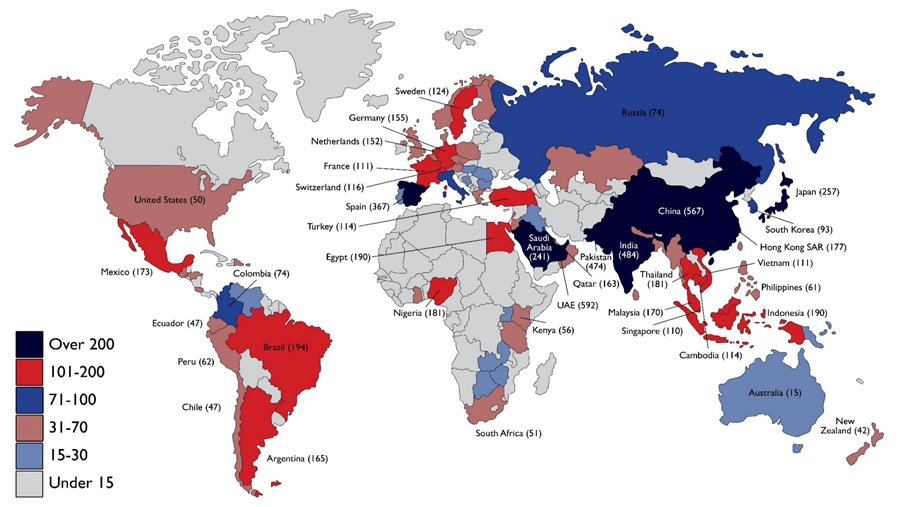 Sweden (124)
Germany (155)
Netherlands (152)
France (111)
Switzerland (116)
Spain (367)
Turkey (114)
Egypt (190)
Russia (74)
United States (50)
Mexico (173)
Colombia (74)
Ecuador (47)
Peru (62)
Brazil (194)
Chile (47)
Argentina (165)
Nigeria (181)
Kenya (56)
South Africa (51)
Saudi
Arabia
(241)
UAE (592)
Qatar (163)
Pakistan
(474)
India
(484)
China (567)
Japan (257)
South Korea (93)
Hong Kong SAR (177)
Vietnam (111)
Thailand
(181)
Philippines (61)
Malaysia (170)
Singapore (110)
Indonesia (190)
Cambodia (114)
Australia (15)
New
Zealand (42)
Over 200
101-200
71-100
31-70
15-30
Under 15